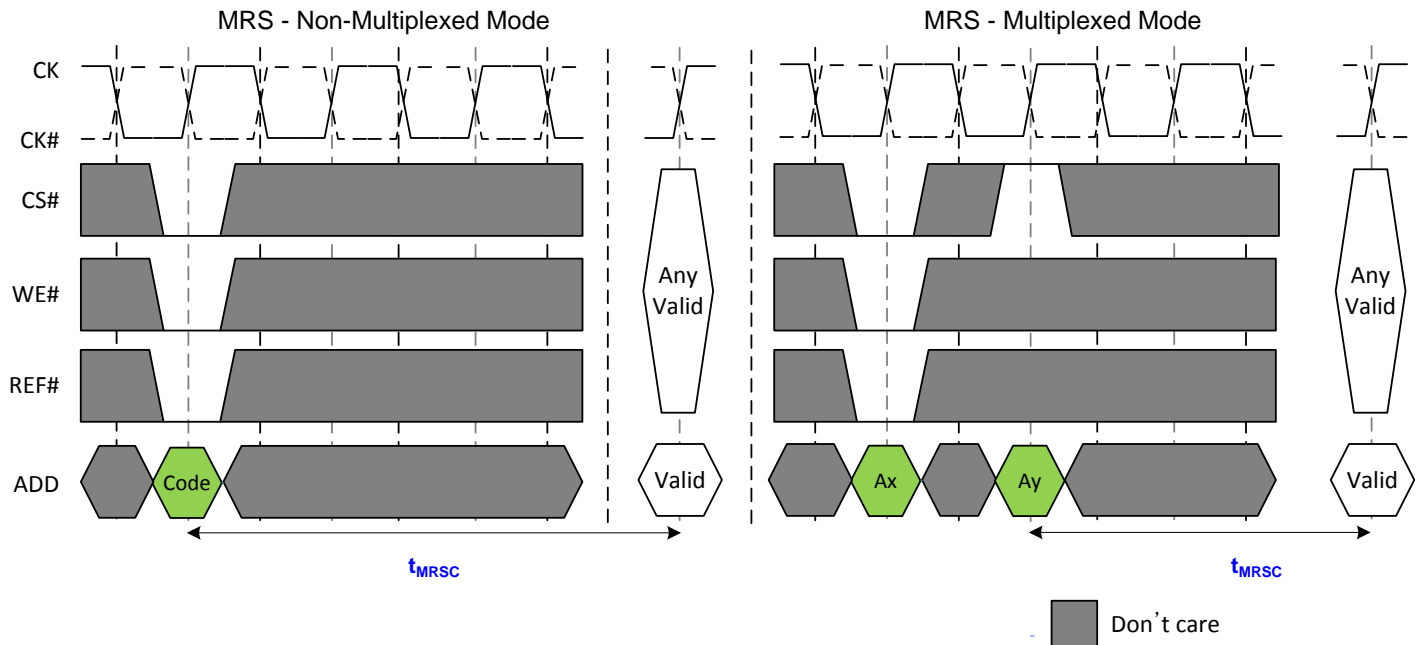 MRS - Non-Multiplexed Mode
MRS - Multiplexed Mode
CK
CK#
CS#
WE#
REF#
ADD
Any
Valid
Any
Valid
Code
Valid
Ax
Ay
Valid
tMRSC
tMRSC
Don't care